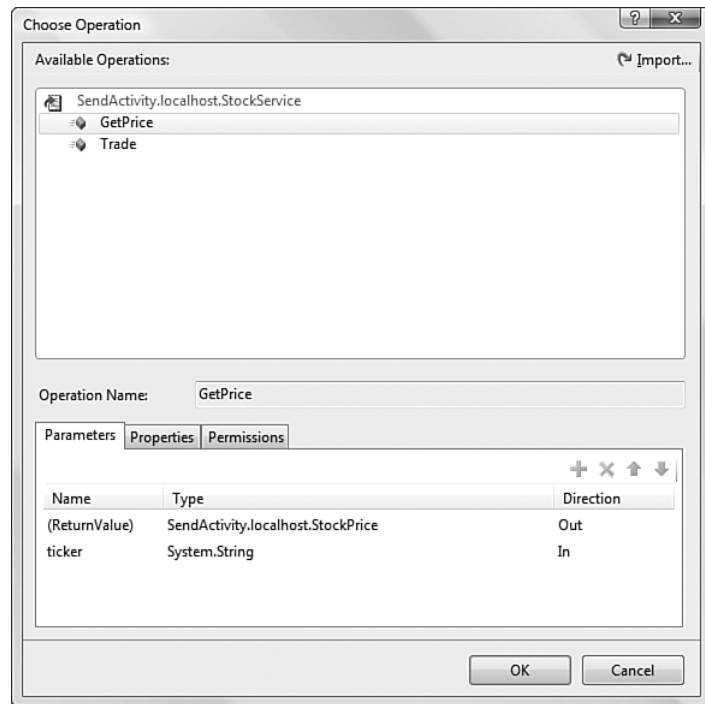 Choose Operation
Available Operations: Import...
SendActivity.localhost.StockService
GetPrice
Trade
Operation Name: GetPrice
Parameters Properties Permissions
Name Type Direction
(ReturnValue) SendActivity.localhost.StockPrice Out
ticker System.String In
OK Cancel